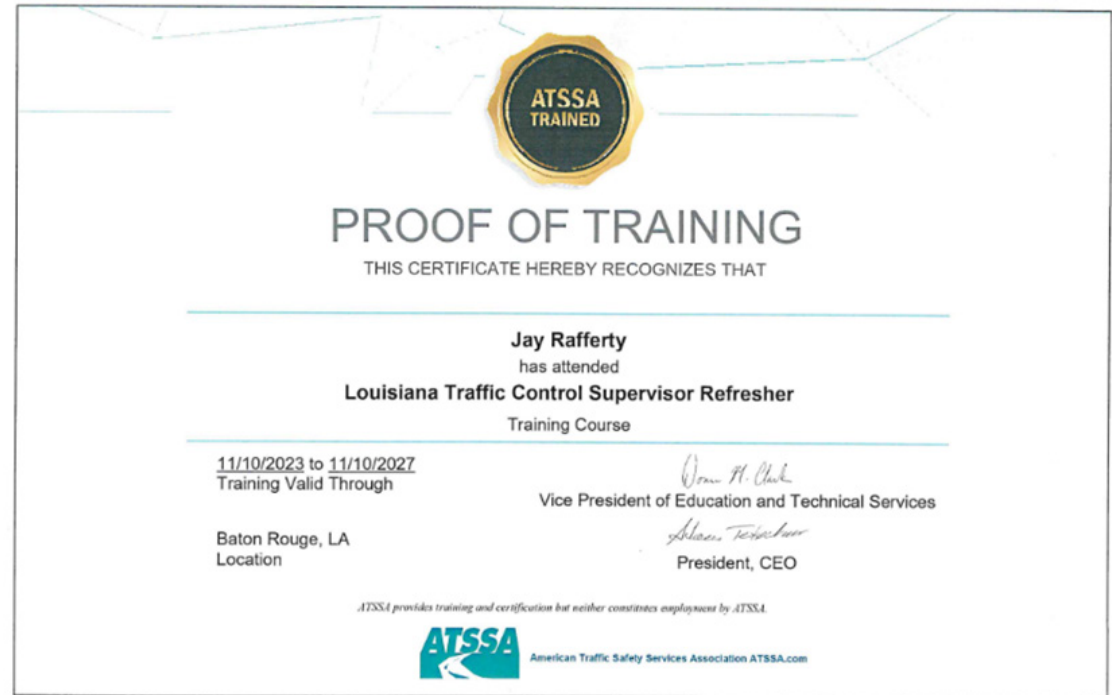 ATSSA
TRAINED
PROOF OF TRAINING
THIS CERTIFICATE HEREBY RECOGNIZES THAT
Jay Rafferty
has attended
Louisiana Traffic Control Supervisor Refresher
Training Course
11/10/2023 to 11/10/2027
Training Valid Through
Vice President of Education and Technical Services
Baton Rouge, LA
Location
President, CEO
ATSSA provides training and certification but neither constitutes employment by ATSSA.
ATSSA
American Traffic Safety Services Association ATSSA.com